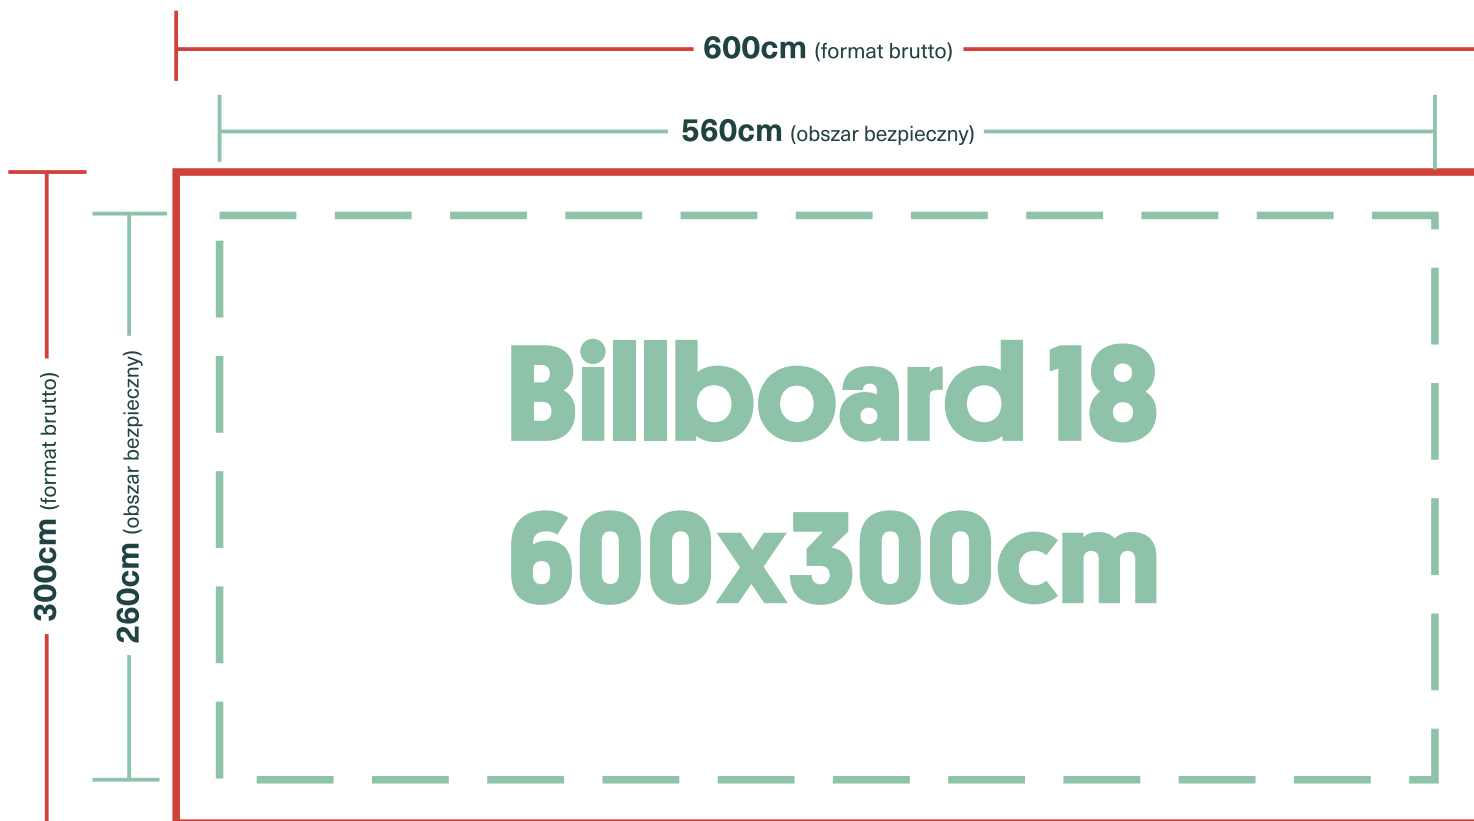 600cm (format brutto)
560cm (obszar bezpieczny)
300cm (format brutto)
260cm (obszar bezpieczny)
Billboard 18
600x300cm